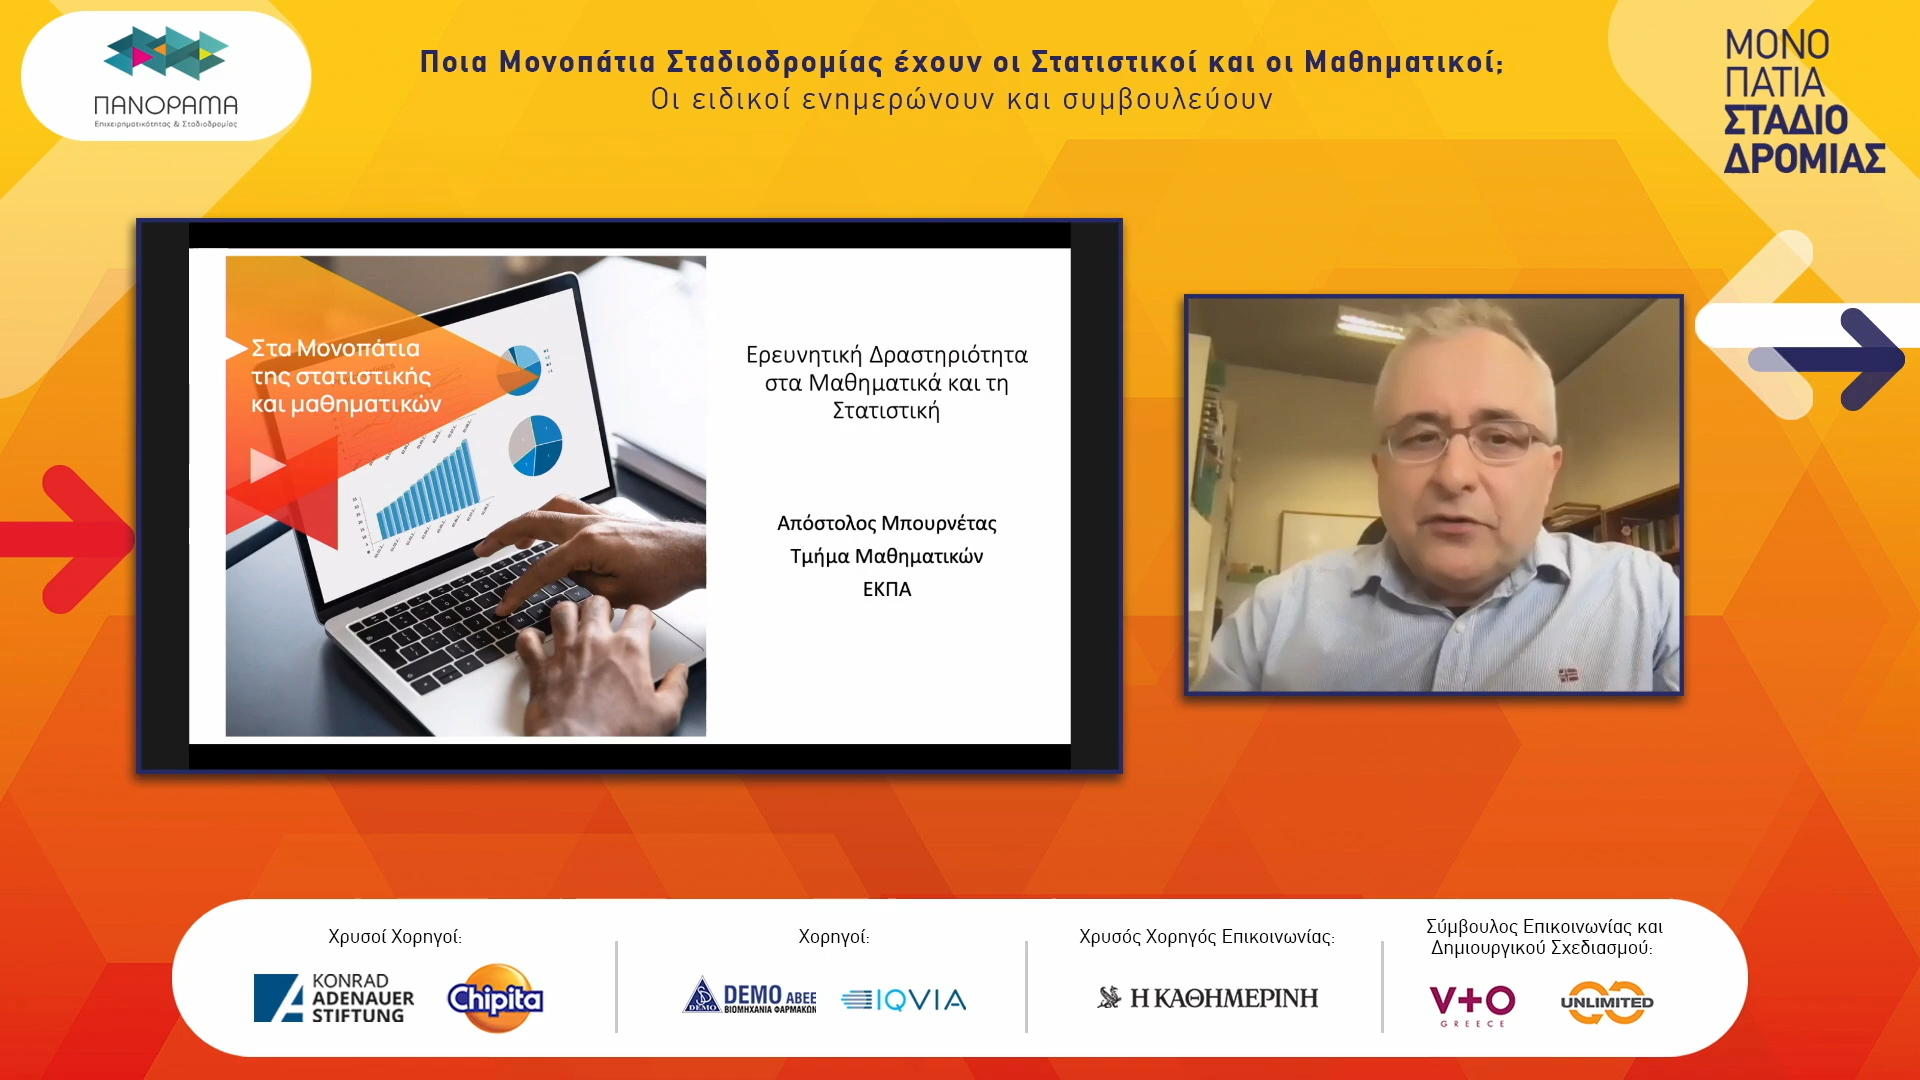 ΠΑΝΟΡΑΜΑ
Επιχειρηματικότητας & Σταδιοδρομίας
Ποια Μονοπάτια Σταδιοδρομίας έχουν οι Στατιστικοί και οι Μαθηματικοί;
Οι ειδικοί ενημερώνουν και συμβουλεύουν
ΜΟΝΟ
ΠΑΤΙΑ
ΣΤΑΔΙΟ
ΔΡΟΜΙΑΣ
Στα Μονοπάτια
της στατιστικής
και μαθηματικών
Ερευνητική Δραστηριότητα
στα Μαθηματικά και τη
Στατιστική
Απόστολος Μπουρνέτας
Τμήμα Μαθηματικών
ΕΚΠΑ
Χρυσοί Χορηγοί:
KONRAD
ADENAUER
STIFTUNG
Chipita
Χορηγοί:
DEMO
DEMO ΑΒΕΕ
ΒΙΟΜΗΧΑΝΙΑ ΦΑΡΜΑΚΩΝ
IQVIA
Χρυσός Χορηγός Επικοινωνίας:
Η ΚΑΘΗΜΕΡΙΝΗ
Σύμβουλος Επικοινωνίας και
Δημιουργικού Σχεδιασμού:
V+O
GREECE
UNLIMITED